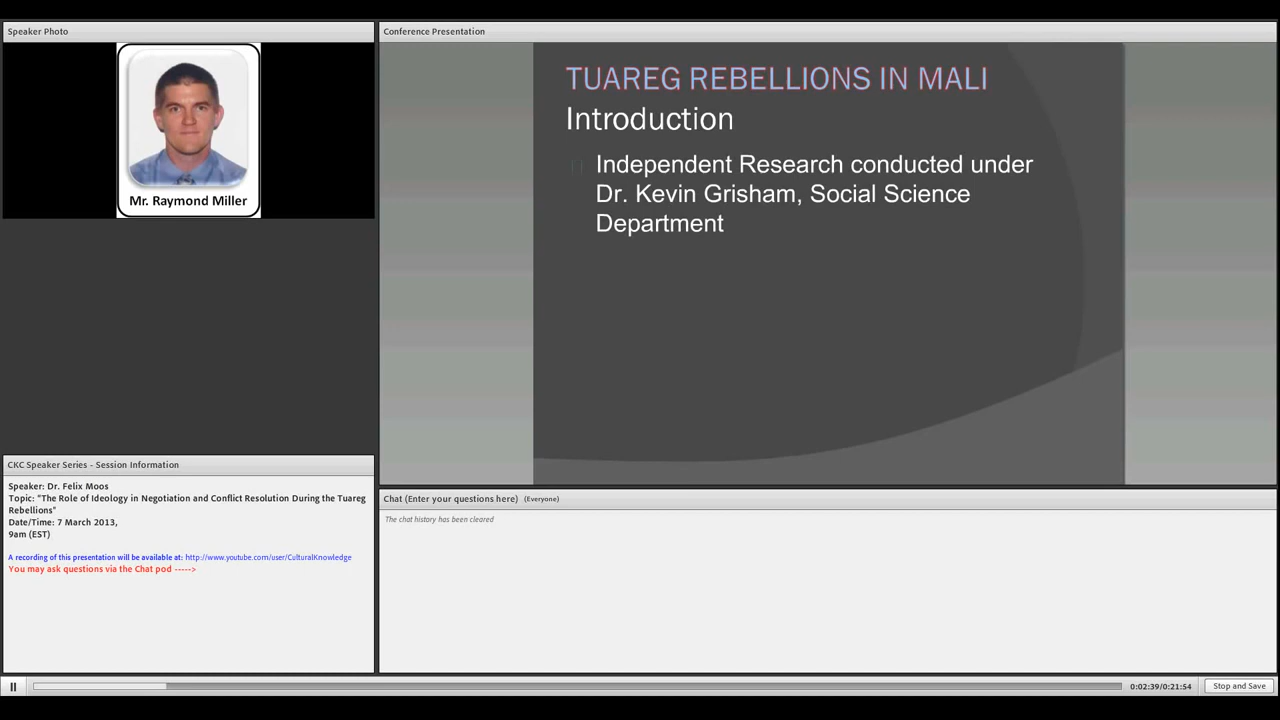 Speaker Photo
Mr. Raymond Miller
CKC Speaker Series - Session Information
Speaker: Dr. Felix Moos
Topic: "The Role of Ideology in Negotiation and Conflict Resolution During the Tuareg
Rebellions"
Date/Time: 7 March 2013,
9am (EST)
A recording of this presentation will be available at: http://www.youtube.com/user/CulturalKnowledge
You may ask questions via the Chat pod ----->
Conference Presentation
TUAREG REBELLIONS IN MALI
Introduction
Independent Research conducted under
Dr. Kevin Grisham, Social Science
Department
Chat (Enter your questions here) (Everyone)
The chat history has been cleared
0:02:39/0:21:54
Stop and Save